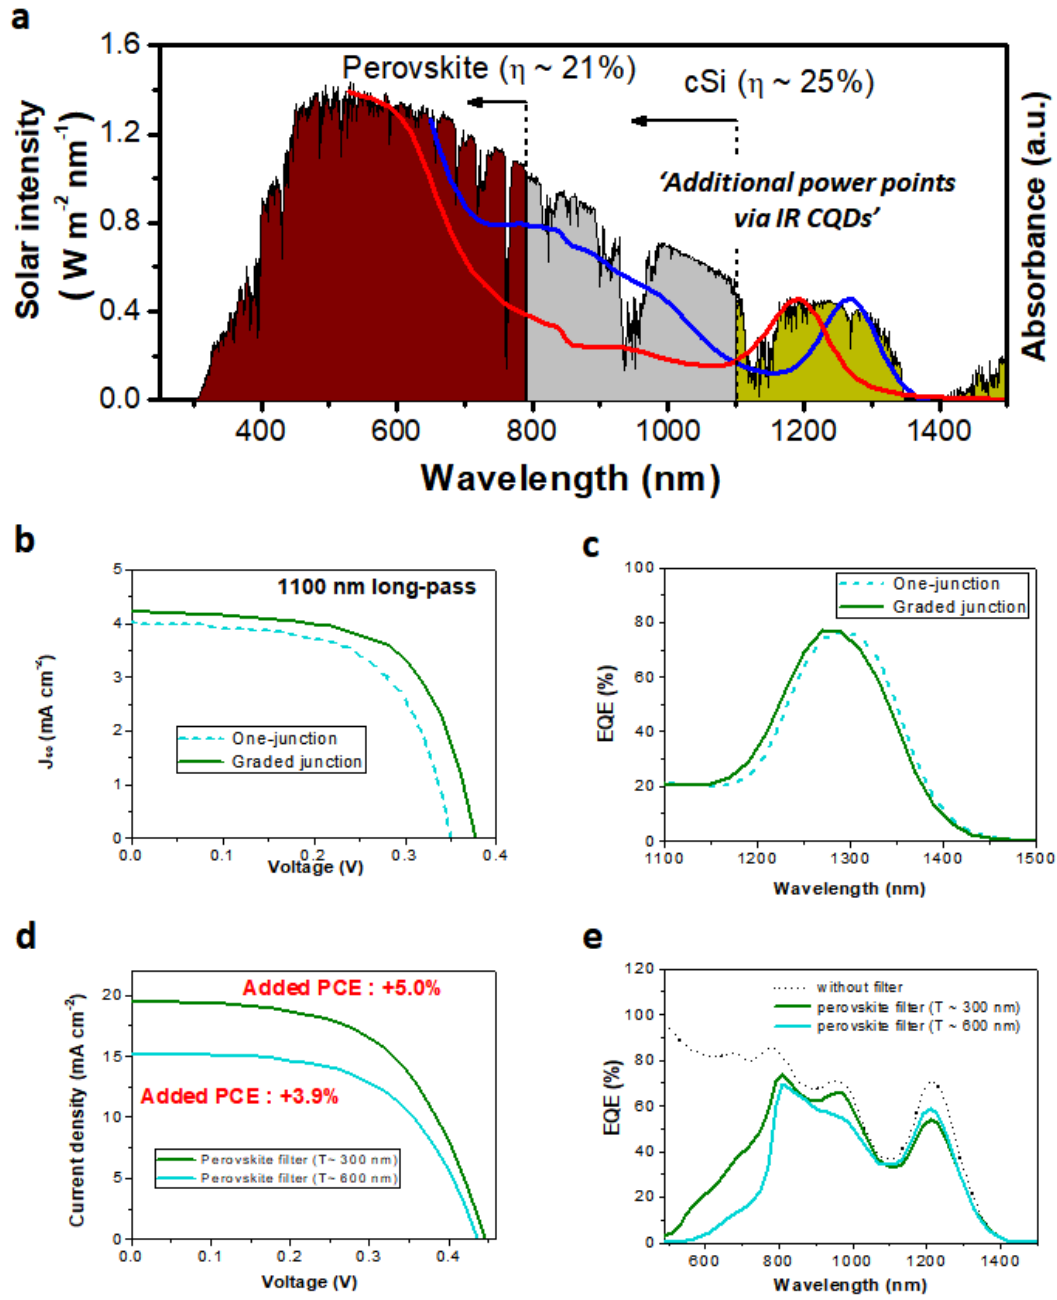 a
1.6
1.2
0.8
0.4
0.0
Solar intensity
( W m-2 nm-1)
Absorbance (a.u.)
Perovskite (η ~ 21%)
cSi (η ~ 25%)
‘Additional power points
via IR CQDs’
400 600 800 1000 1200 1400
Wavelength (nm)
b
5
4
3
2
1
0
Jsc (mA cm-2)
1100 nm long-pass
One-junction
Graded junction
0.0 0.1 0.2 0.3 0.4
Voltage (V)
c
100
80
60
40
20
0
EQE (%)
One-junction
Graded junction
1100 1200 1300 1400 1500
Wavelength (nm)
d
20
15
10
5
0
Current density (mA cm-2)
Added PCE : +5.0%
Added PCE : +3.9%
Perovskite filter (T~ 300 nm)
Perovskite filter (T~ 600 nm)
0.0 0.1 0.2 0.3 0.4
Voltage (V)
e
120
100
80
60
40
20
0
EQE (%)
without filter
perovskite filter (T ~ 300 nm)
perovskite filter (T ~ 600 nm)
600 800 1000 1200 1400
Wavelength (nm)